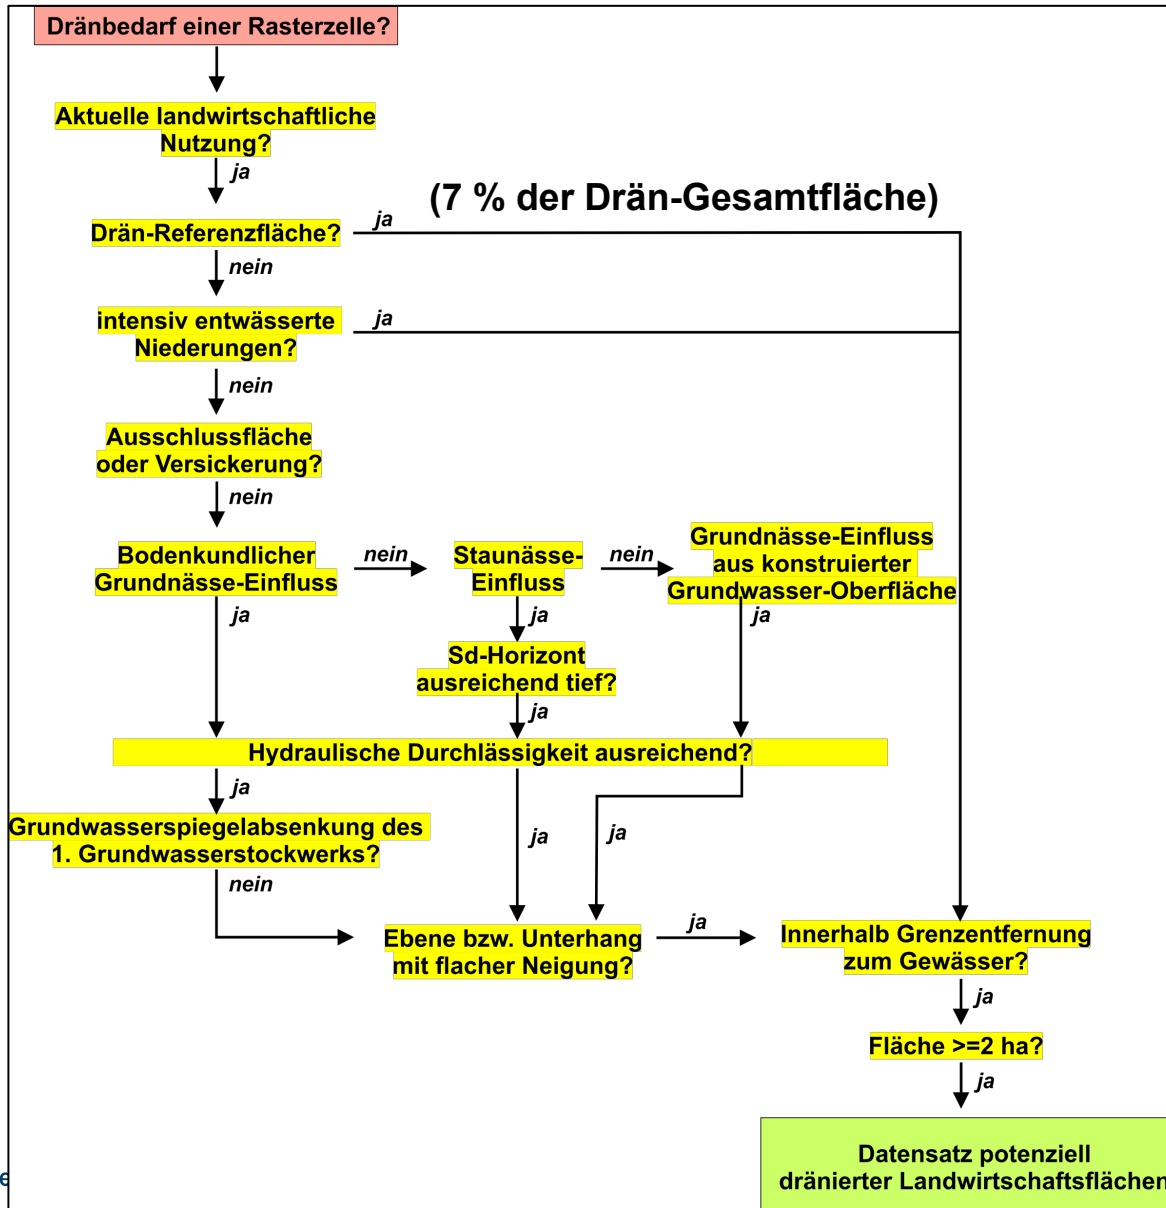 Dränbedarf einer Rasterzelle?
Aktuelle landwirtschaftliche
Nutzung?
ja
(7 % der Drän-Gesamtfläche)
Drän-Referenzfläche?
ja
nein
intensiv entwässerte
Niederungen?
ja
nein
Ausschlussfläche
oder Versickerung?
nein
Bodenkundlicher
Grundnässe-Einfluss
nein
Staunässe-
Einfluss
nein
Grundnässe-Einfluss
aus konstruierter
Grundwasser-Oberfläche
ja
ja
ja
Sd-Horizont
ausreichend tief?
ja
Hydraulische Durchlässigkeit ausreichend?
ja
ja
ja
Grundwasserspiegelabsenkung des
1. Grundwasserstockwerks?
nein
Ebene bzw. Unterhang
mit flacher Neigung?
ja
Innerhalb Grenzentfernung
zum Gewässer?
ja
Fläche >=2 ha?
ja
Datensatz potenziell
dränierter Landwirtschaftsflächen
e